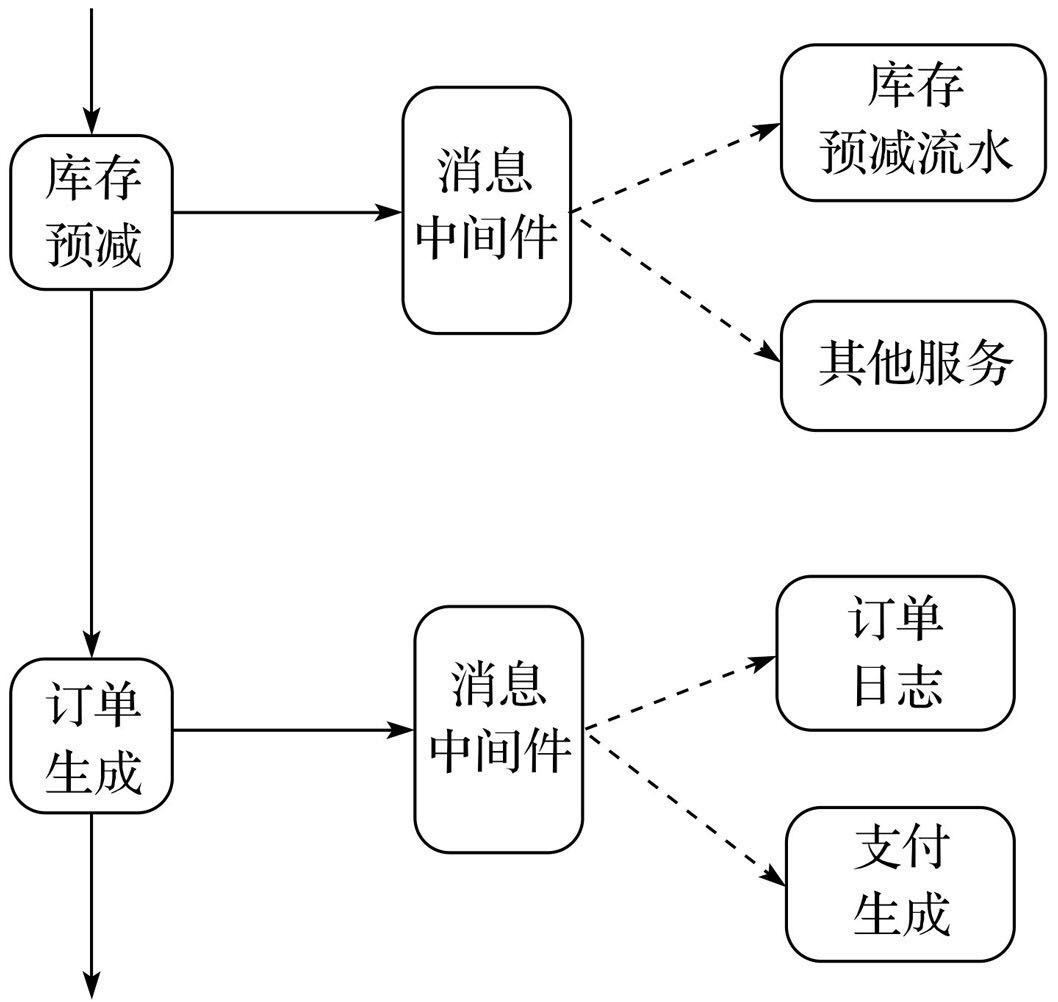 库存
预减
消息
中间件
库存
预减流水
其他服务
订单
生成
消息
中间件
订单
日志
支付
生成